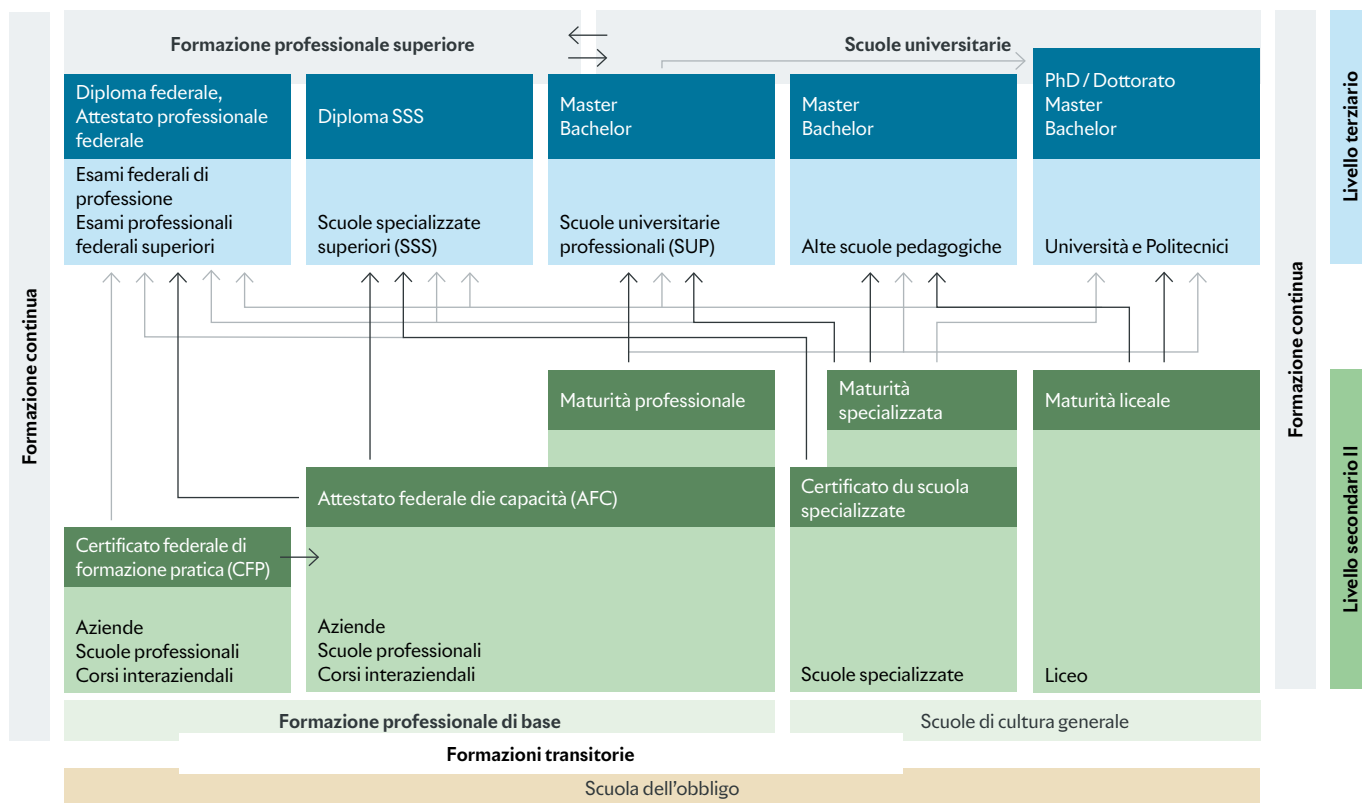 Formazione professionale superiore
Scuole universitarie
Diploma federale,
Attestato professionale
federale
Diploma SSS
Master
Bachelor
Master
Bachelor
PhD / Dottorato
Master
Bachelor
Esami federali di
professione
Esami professionali
federali superiori
Scuole specializzate
superiori (SSS)
Scuole universitarie
professionali (SUP)
Alte scuole pedagogiche
Università e Politecnici
Livello terziario
Formazione continua
Formazione continua
Maturità professionale
Maturità
specializzata
Maturità liceale
Attestato federale die capacità (AFC)
Certificato du scuola
specializzate
Certificato federale di
formazione pratica (CFP)
Livello secondario II
Aziende
Scuole professionali
Corsi interaziendali
Aziende
Scuole professionali
Corsi interaziendali
Scuole specializzate
Liceo
Formazione professionale di base
Scuole di cultura generale
Formazioni transitorie
Scuola dell'obbligo